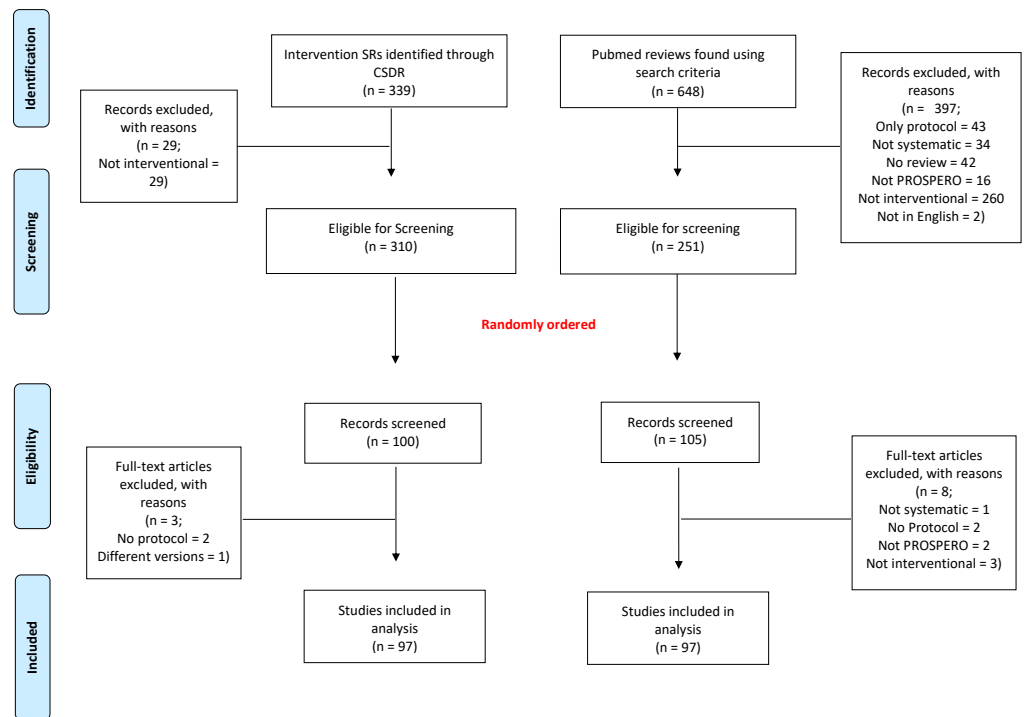 Identification
Intervention SRs identified through
CSDR
(n = 339)
Pubmed reviews found using
search criteria
(n = 648)
Records excluded,
with reasons
(n = 29;
Not interventional =
29)
Records excluded, with
reasons
(n = 397;
Only protocol = 43
Not systematic = 34
No review = 42
Not PROSPERO = 16
Not interventional = 260
Not in English = 2)
Screening
Eligible for Screening
(n = 310)
Eligible for screening
(n = 251)
Randomly ordered
Eligibility
Records screened
(n = 100)
Records screened
(n = 105)
Full-text articles
excluded, with
reasons
(n = 3;
No protocol = 2
Different versions = 1)
Full-text articles
excluded, with reasons
(n = 8;
Not systematic = 1
No Protocol = 2
Not PROSPERO = 2
Not interventional = 3)
Included
Studies included in
analysis
(n = 97)
Studies included in
analysis
(n = 97)